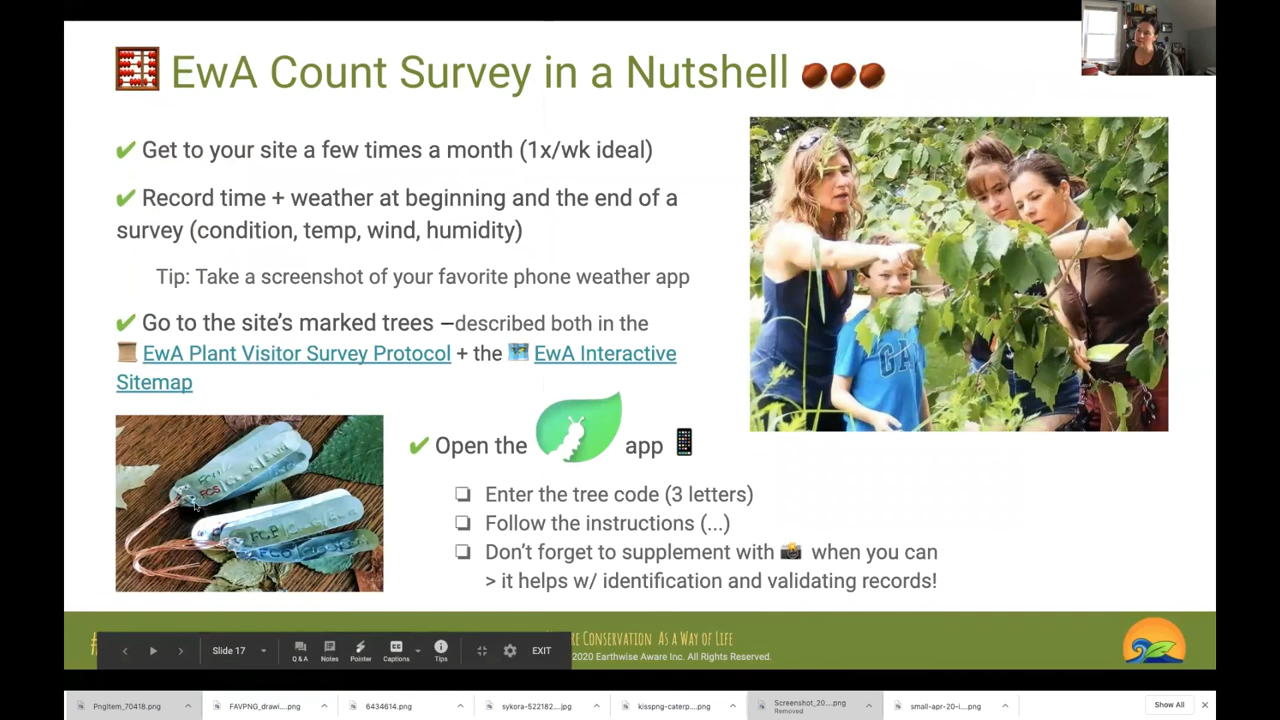 EwA Count Survey in a Nutshell
✔ Get to your site a few times a month (1x/wk ideal)
✔ Record time + weather at beginning and the end of a
survey (condition, temp, wind, humidity)
Tip: Take a screenshot of your favorite phone weather app
✔ Go to the site's marked trees –described both in the
EwA Plant Visitor Survey Protocol + the EwA Interactive
Sitemap
GAP
FCS
✔ Open the app
❏ Enter the tree code (3 letters)
❏ Follow the instructions (...)
❏ Don't forget to supplement with when you can
> it helps w/ identification and validating records!
Conservation As a Way of Life
2020 Earthwise Aware Inc. All Rights Reserved.
Slide 17
Q & A
Notes
Pointer
Captions
Tips
EXIT
PngItem_70418.png
FAVPNG_drawi....png
6434614.png
sykora-522182...jpg
kisspng-caterp....png
Screenshot_20....png
Removed
small-apr-20-i....png
Show All